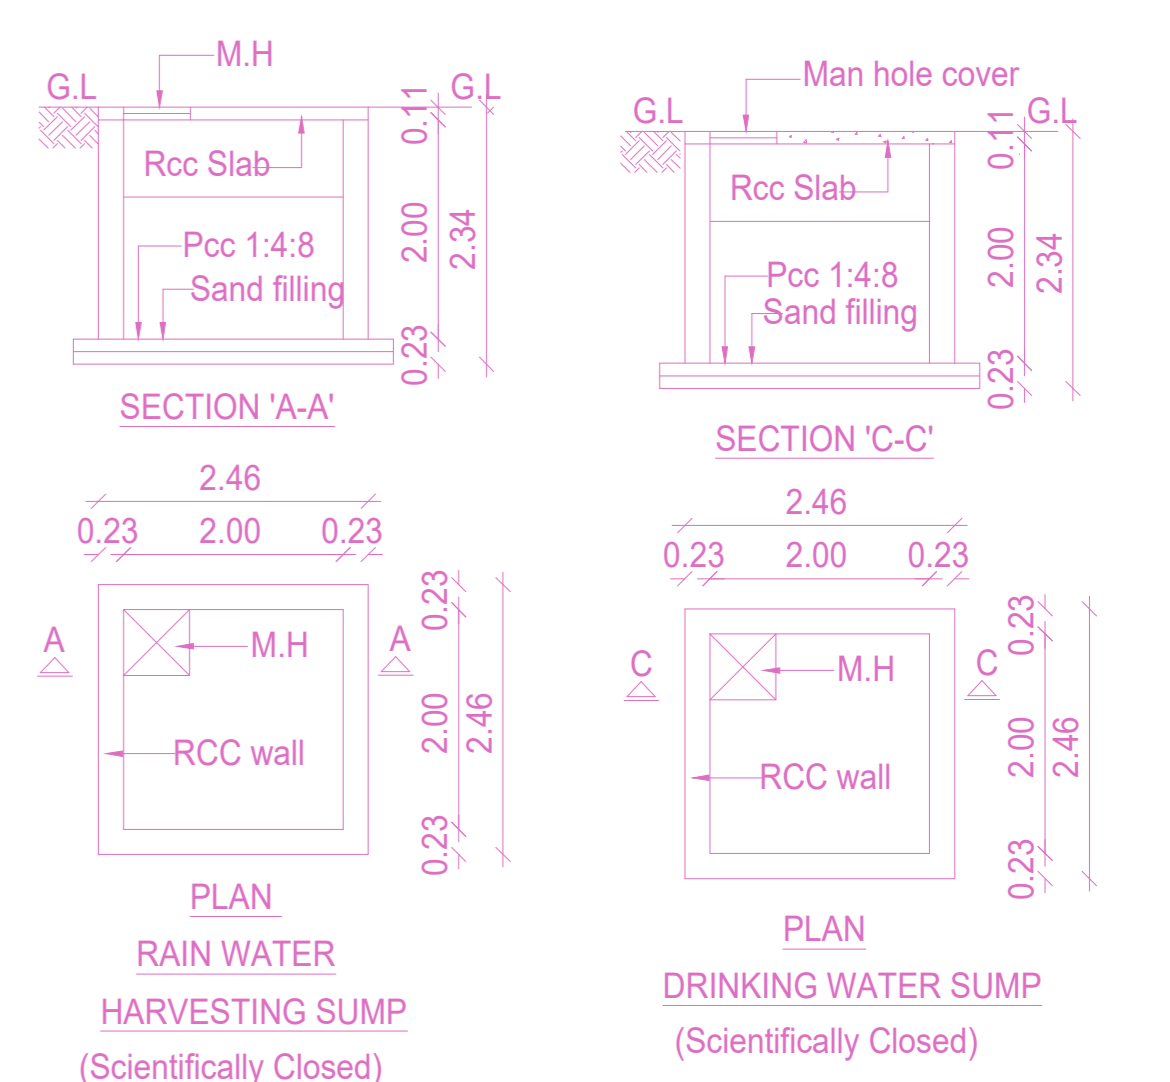 M.H
G.L
G.L
0.11
Rcc Slab
2.00
2.34
Pcc 1:4:8
Sand filling
0.23
SECTION 'A-A'
2.46
0.23 2.00 0.23
0.23
A
A
M.H
2.00
2.46
RCC wall
0.23
PLAN
RAIN WATER
HARVESTING SUMP
(Scientifically Closed)
Man hole cover
G.L
G.L
0.11
Rcc Slab
2.00
2.34
Pcc 1:4:8
Sand filling
0.23
SECTION 'C-C'
2.46
0.23 2.00 0.23
0.23
C
C
M.H
2.00
2.46
RCC wall
0.23
PLAN
DRINKING WATER SUMP
(Scientifically Closed)